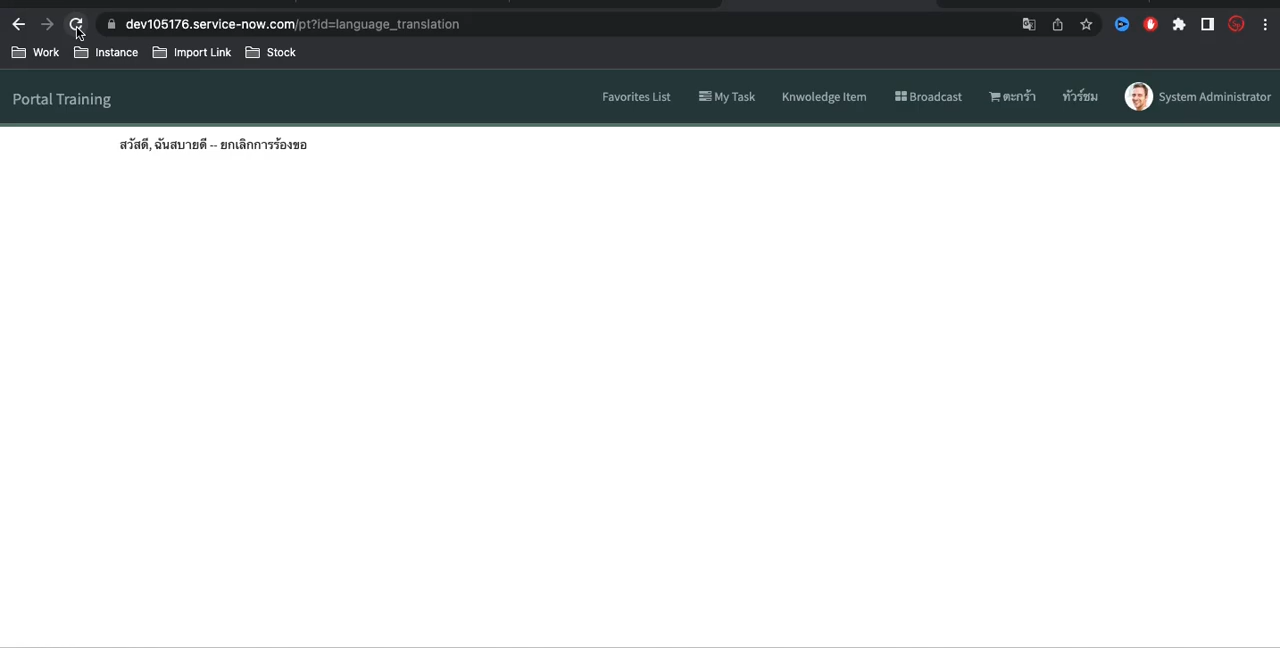 dev105176.service-now.com/pt?id=language_translation
Work Instance Import Link Stock
Portal Training Favorites List My Task Knwoledge Item Broadcast ตะกร้า ทัวร์ชม System Administrator
สวัสดี, ฉันสบายดี -- ยกเลิกการร้องขอ